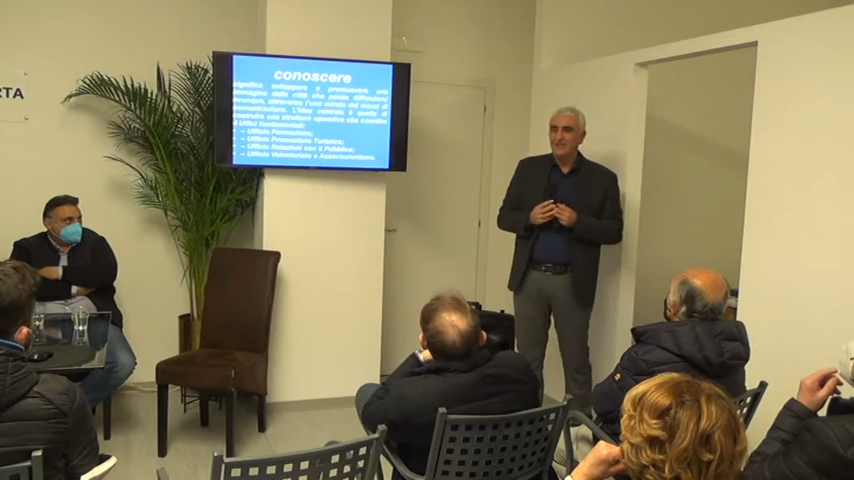 RTA
conoscere
significa sviluppare e promuovere una
immagine della città che possa diffondersi
ovunque, attraverso l'uso mirato dei mezzi di
comunicazione. L'idea centrale è quella di
costruire una struttura operativa che coordini
4 Uffici fondamentali:
– Ufficio Formazione;
– Ufficio Promozione Turistica;
– Ufficio Relazioni con il Pubblico;
– Ufficio Volontariato e Associazionismo.